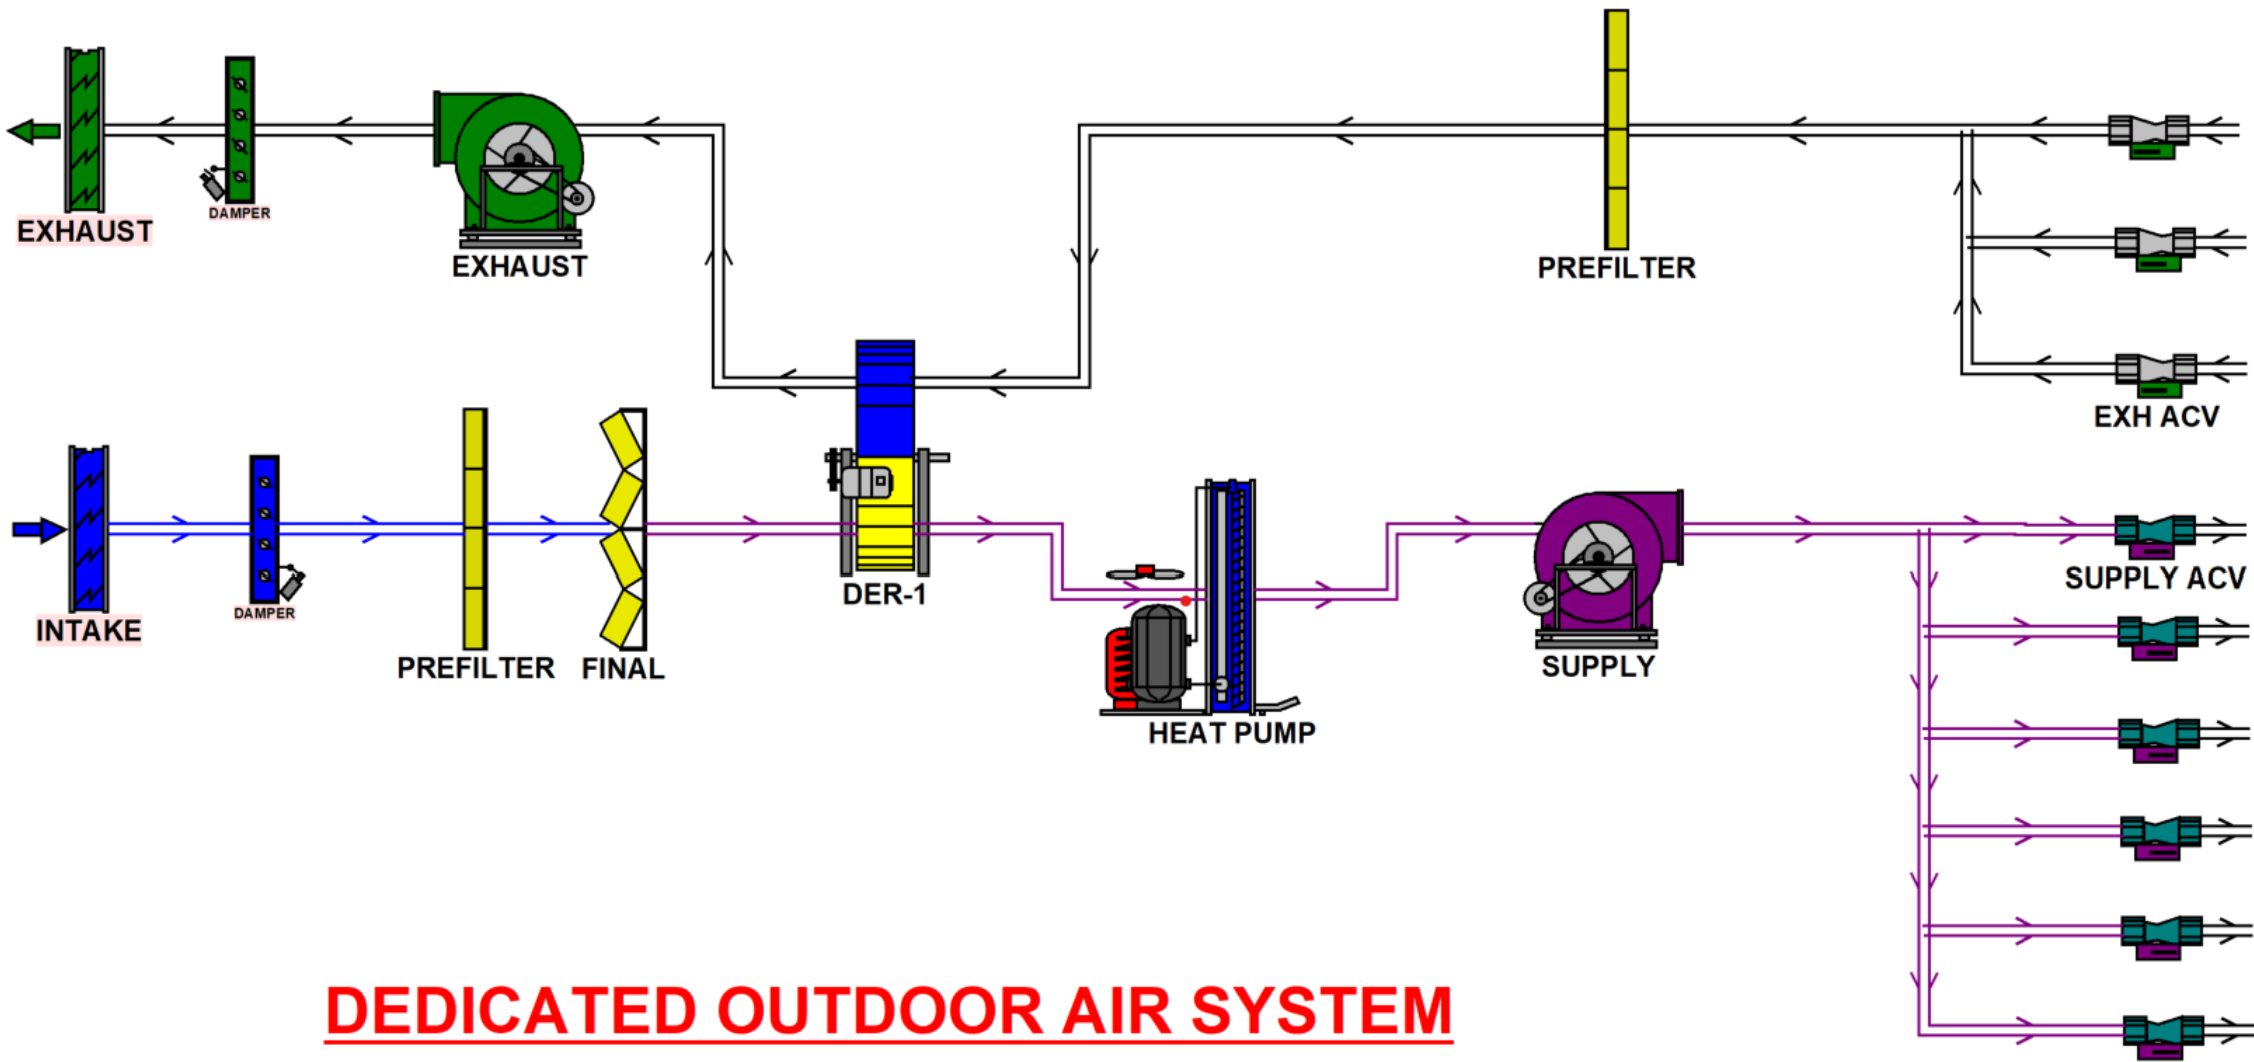 DAMPER
EXHAUST
EXHAUST
PREFILTER
EXH ACV
DER-1
SUPPLY ACV
DAMPER
INTAKE
PREFILTER
FINAL
SUPPLY
HEAT PUMP
DEDICATED OUTDOOR AIR SYSTEM